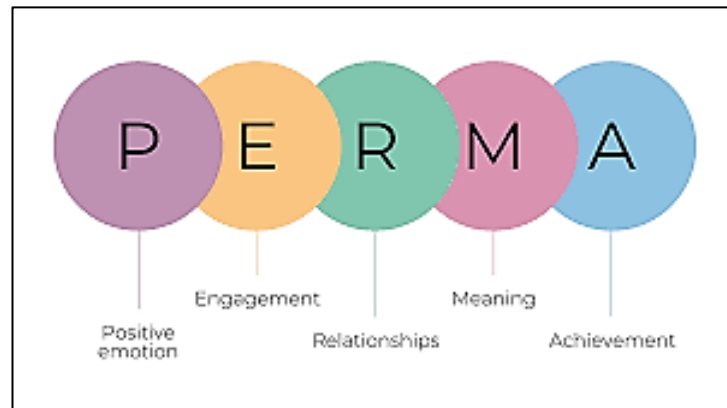 P E R M A
Engagement
Meaning
Positive
emotion
Relationships
Achievement